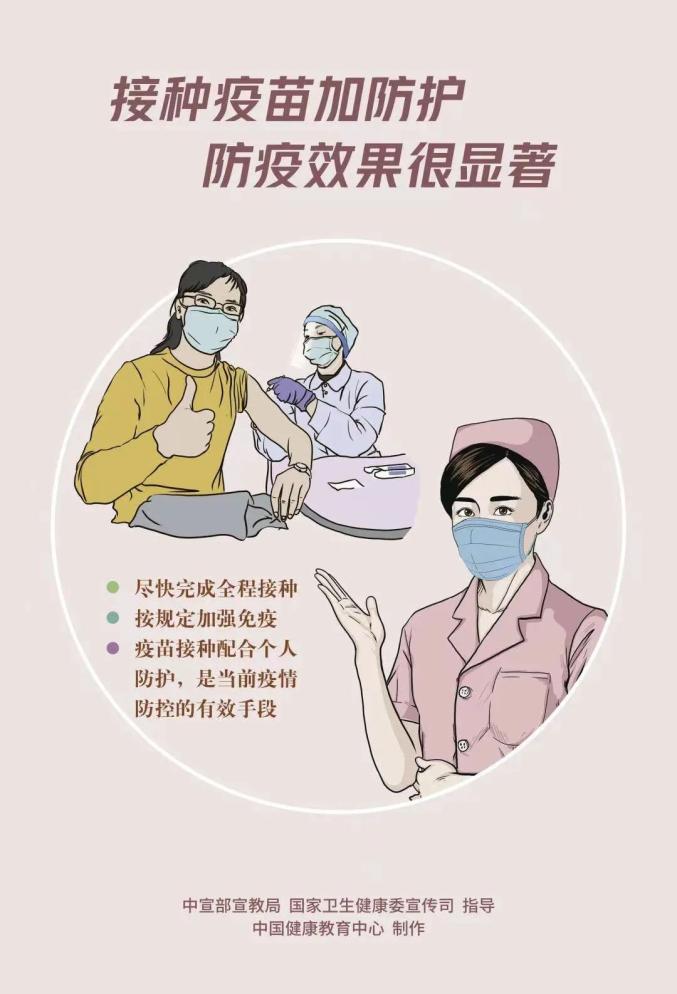 接种疫苗加防护
防疫效果很显著
尽快完成全程接种
按规定加强免疫
疫苗接种配合个人
防护，是当前疫情
防控的有效手段
中宣部宣教局 国家卫生健康委宣传司 指导
中国健康教育中心 制作